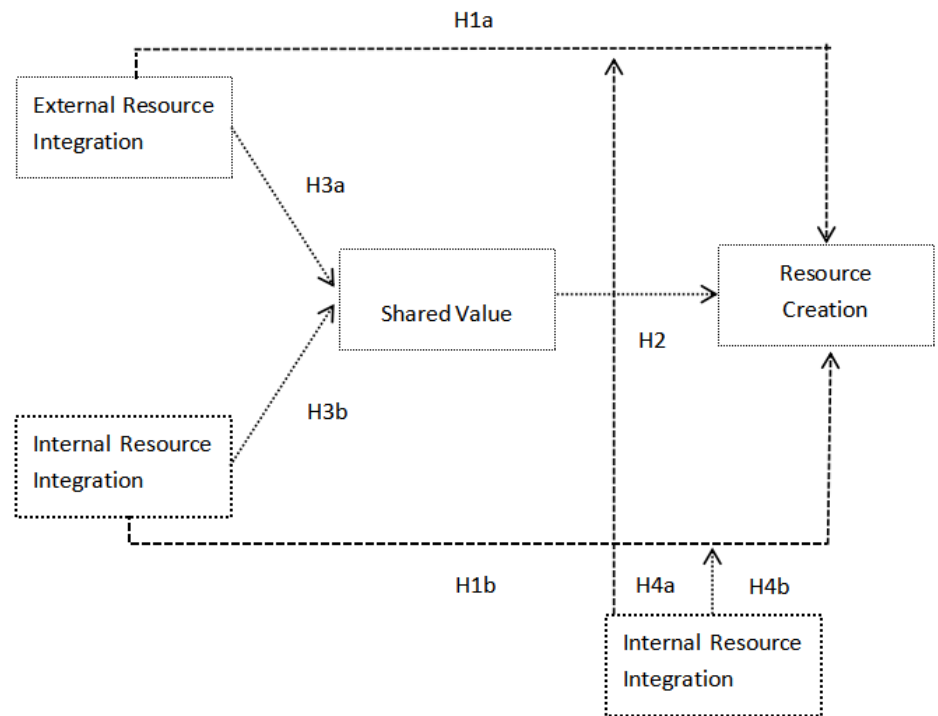 H1a
External Resource
Integration
H3a
Resource
Creation
Shared Value
H2
H3b
Internal Resource
Integration
H1b
H4a
H4b
Internal Resource
Integration